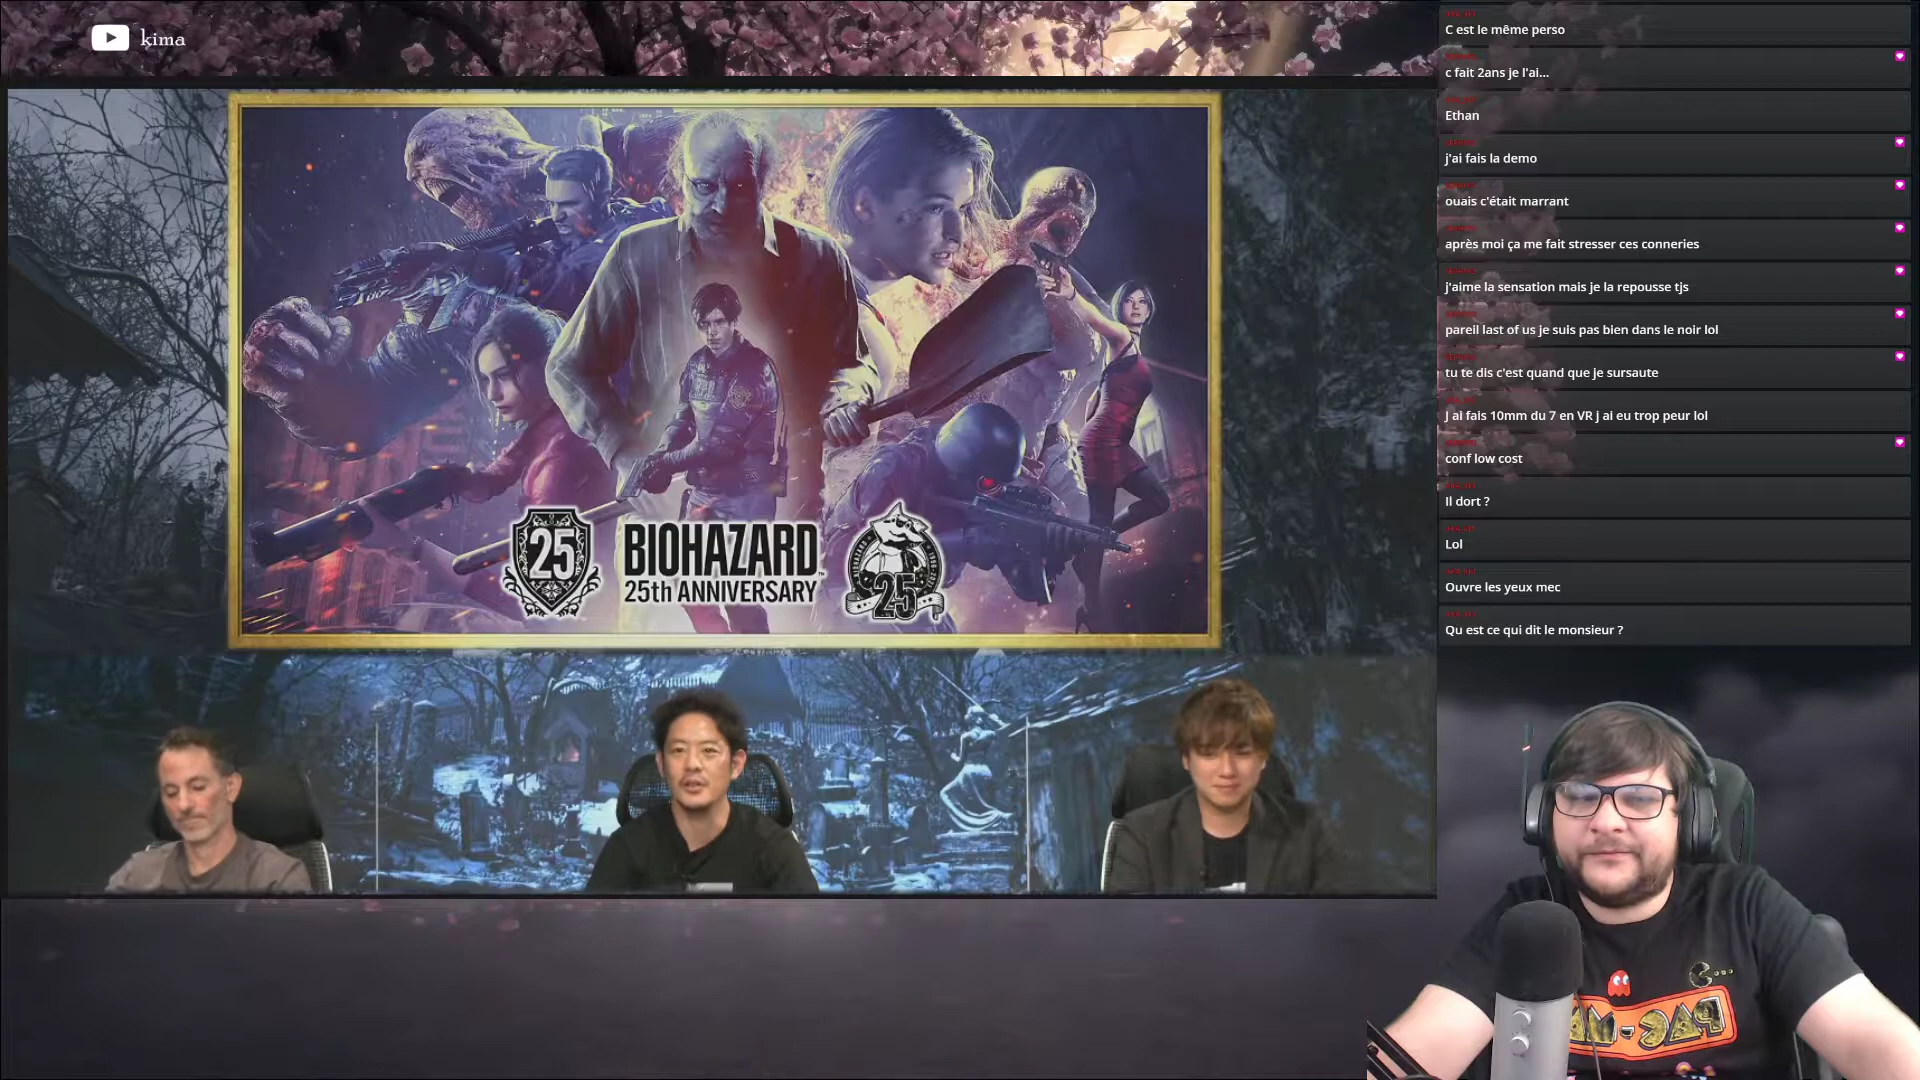 kima
BIOHAZARD
25th ANNIVERSARY
25
25
C est le même perso
c fait 2ans je l'ai...
Ethan
j'ai fais la demo
ouais c'était marrant
après moi ça me fait stresser ces conneries
j'aime la sensation mais je la repousse tjs
pareil last of us je suis pas bien dans le noir lol
tu te dis c'est quand que je sursaute
J ai fais 10mm du 7 en VR j ai eu trop peur lol
conf low cost
Il dort ?
Lol
Ouvre les yeux mec
Qu est ce qui dit le monsieur ?
PAC-MAN